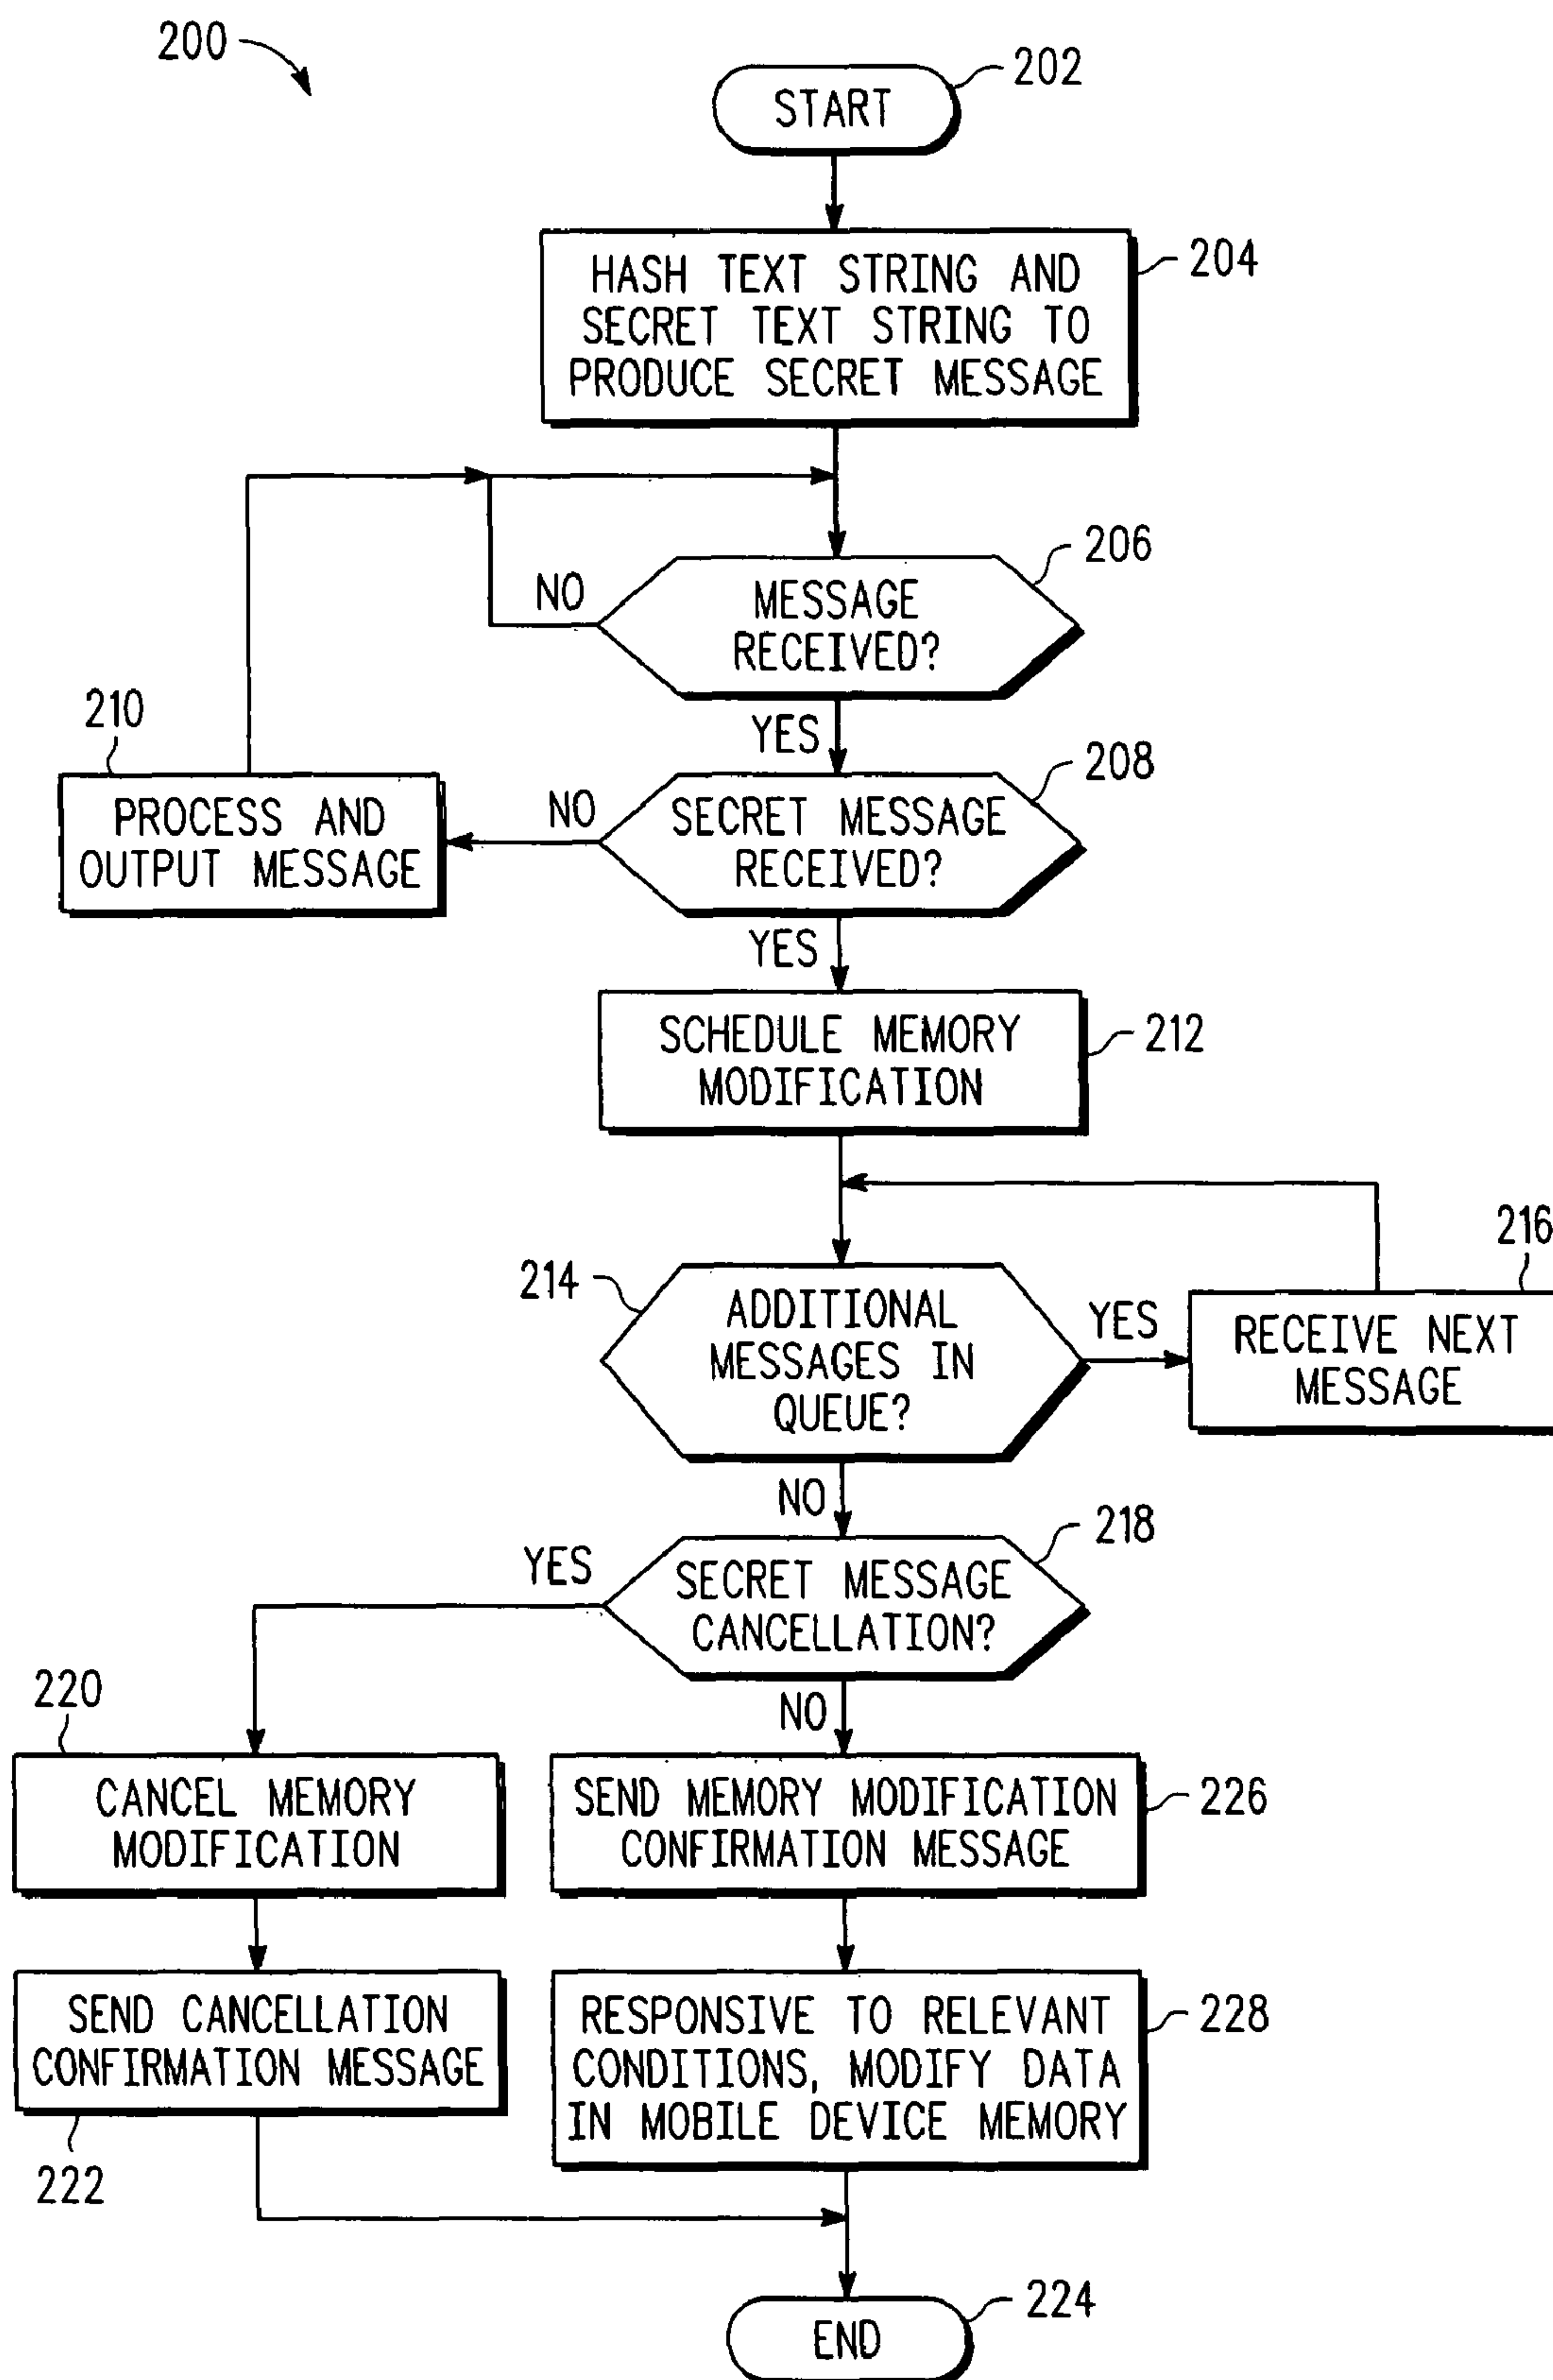 200
START
202
HASH TEXT STRING AND
SECRET TEXT STRING TO
PRODUCE SECRET MESSAGE
204
MESSAGE
RECEIVED?
206
NO
YES
SECRET MESSAGE
RECEIVED?
208
NO
210
PROCESS AND
OUTPUT MESSAGE
YES
SCHEDULE MEMORY
MODIFICATION
212
214
ADDITIONAL
MESSAGES IN
QUEUE?
YES
216
RECEIVE NEXT
MESSAGE
NO
218
SECRET MESSAGE
CANCELLATION?
YES
NO
220
CANCEL MEMORY
MODIFICATION
SEND MEMORY MODIFICATION
CONFIRMATION MESSAGE
226
SEND CANCELLATION
CONFIRMATION MESSAGE
222
RESPONSIVE TO RELEVANT
CONDITIONS, MODIFY DATA
IN MOBILE DEVICE MEMORY
228
END
224